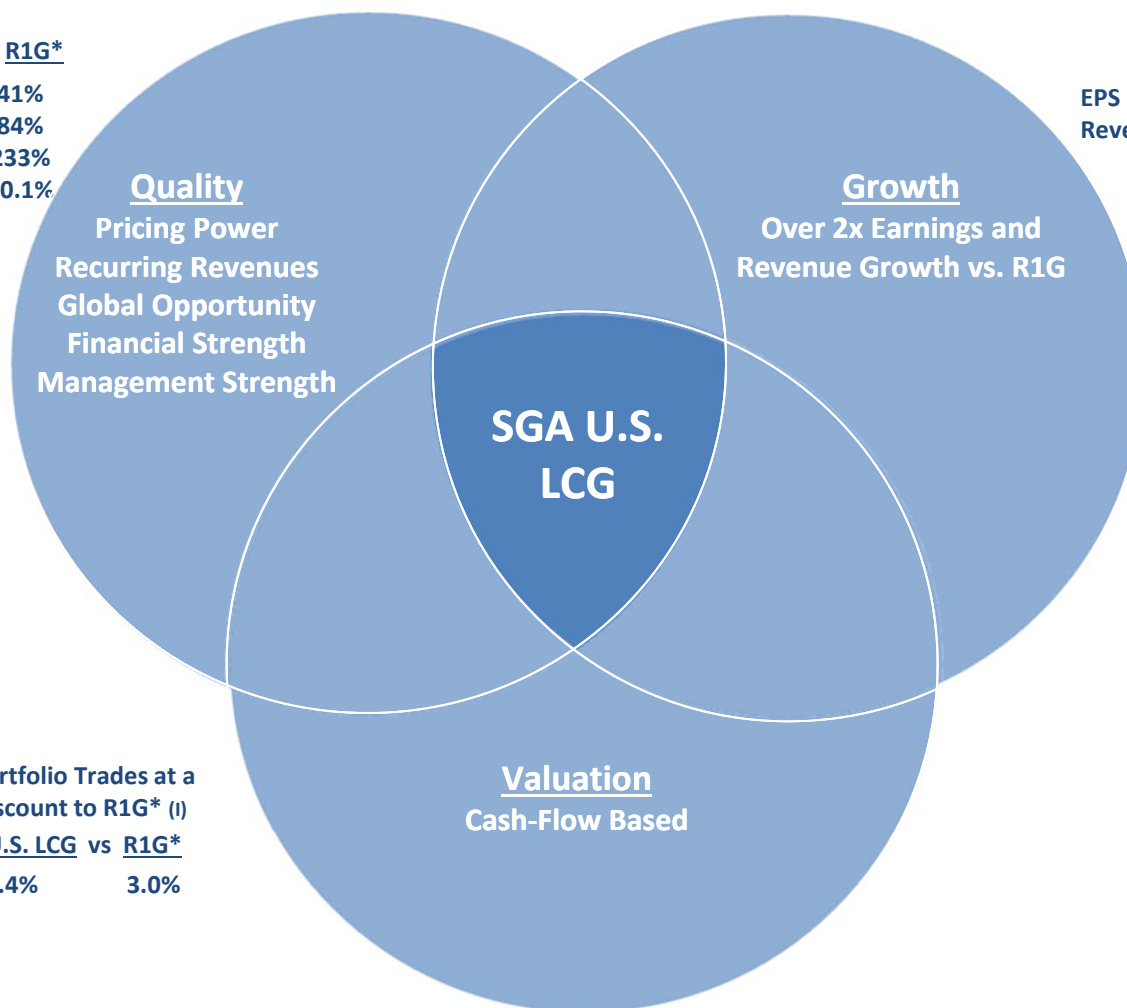 R1G*
41%
84%
233%
0.1%
EPS
Reve
Quality
Pricing Power
Recurring Revenues
Global Opportunity
Financial Strength
Management Strength
Growth
Over 2x Earnings and
Revenue Growth vs. R1G
SGA U.S.
LCG
rtfolio Trades at a
scount to R1G* (I)
.S. LCG vs R1G*
.4% 3.0%
Valuation
Cash-Flow Based